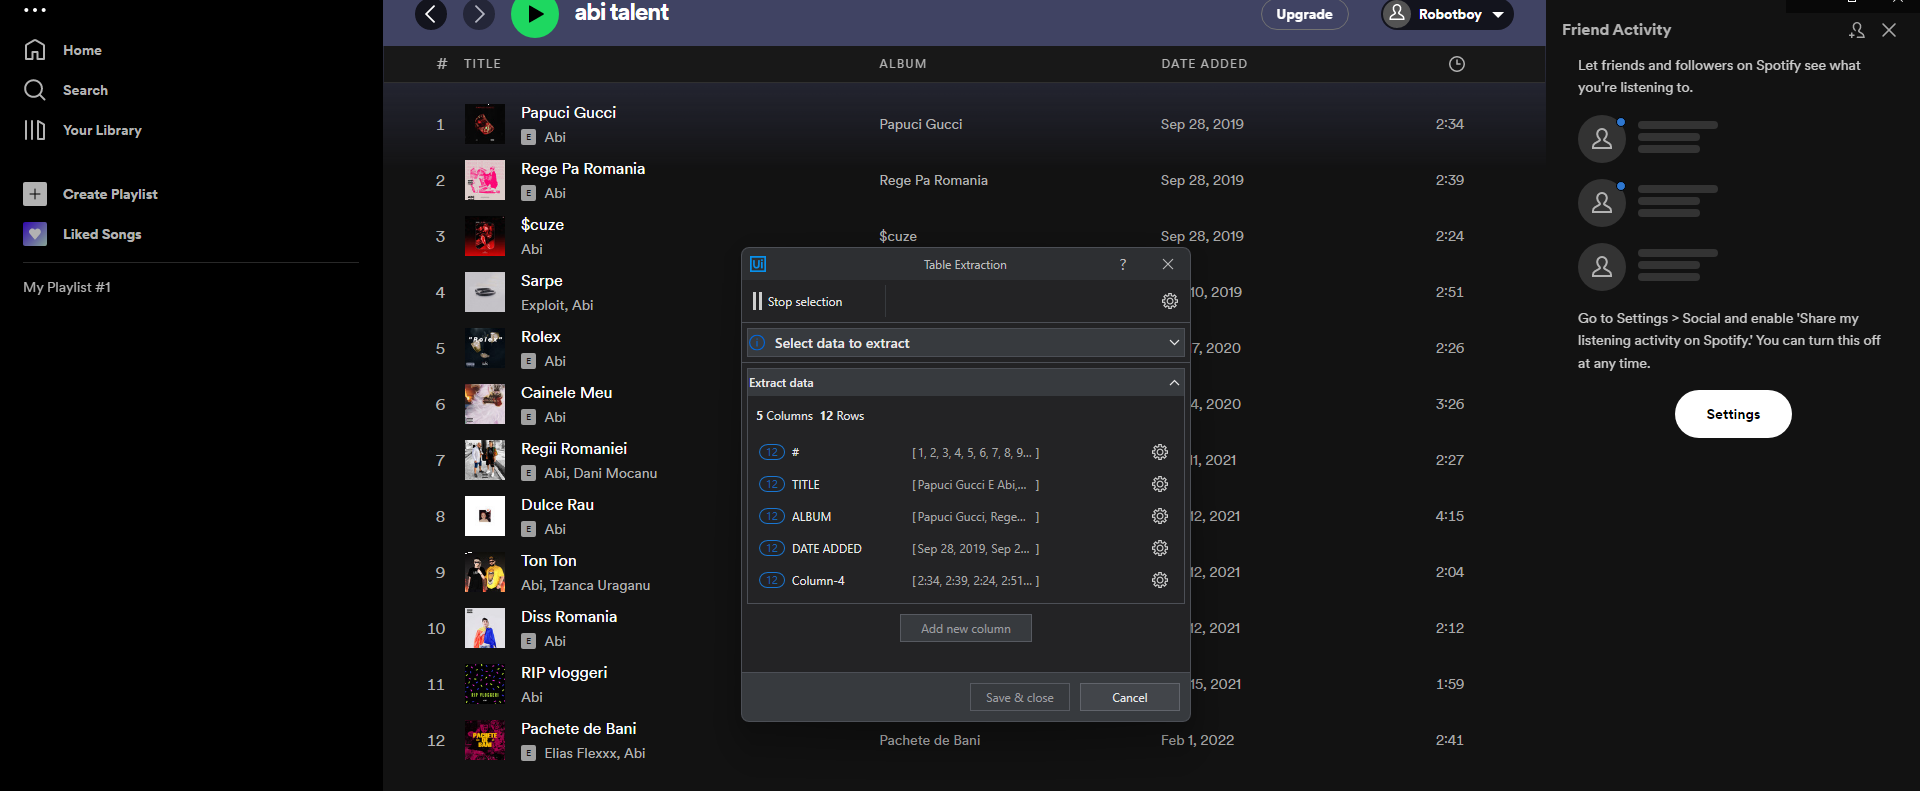 abi talent
Upgrade
Robotboy
Home
Search
Your Library
Create Playlist
Liked Songs
My Playlist #1
# TITLE ALBUM DATE ADDED
1 Papuci Gucci Papuci Gucci Sep 28, 2019 2:34
E Abi
2 Rege Pa Romania Rege Pa Romania Sep 28, 2019 2:39
E Abi
3 $cuze $cuze Sep 28, 2019 2:24
Abi
4 Sarpe 10, 2019 2:51
Exploit, Abi
5 Rolex 7, 2020 2:26
E Abi
"Rolex"
6 Cainele Meu 4, 2020 3:26
E Abi
7 Regii Romaniei 11, 2021 2:27
E Abi, Dani Mocanu
8 Dulce Rau 12, 2021 4:15
E Abi
9 Ton Ton 12, 2021 2:04
Abi, Tzanca Uraganu
10 Diss Romania 12, 2021 2:12
E Abi
11 RIP vloggeri 15, 2021 1:59
Abi
RIP VLOGGERI
12 Pachete de Bani Pachete de Bani Feb 1, 2022 2:41
E Elias Flexxx, Abi
PACHETE
DE
BANI
Ui Table Extraction ?
Stop selection
Select data to extract
Extract data
5 Columns 12 Rows
12 # [ 1, 2, 3, 4, 5, 6, 7, 8, 9... ]
12 TITLE [ Papuci Gucci E Abi,... ]
12 ALBUM [ Papuci Gucci, Rege... ]
12 DATE ADDED [ Sep 28, 2019, Sep 2... ]
12 Column-4 [ 2:34, 2:39, 2:24, 2:51... ]
Add new column
Save & close
Cancel
Friend Activity
Let friends and followers on Spotify see what
you're listening to.
Go to Settings > Social and enable 'Share my
listening activity on Spotify.' You can turn this off
at any time.
Settings